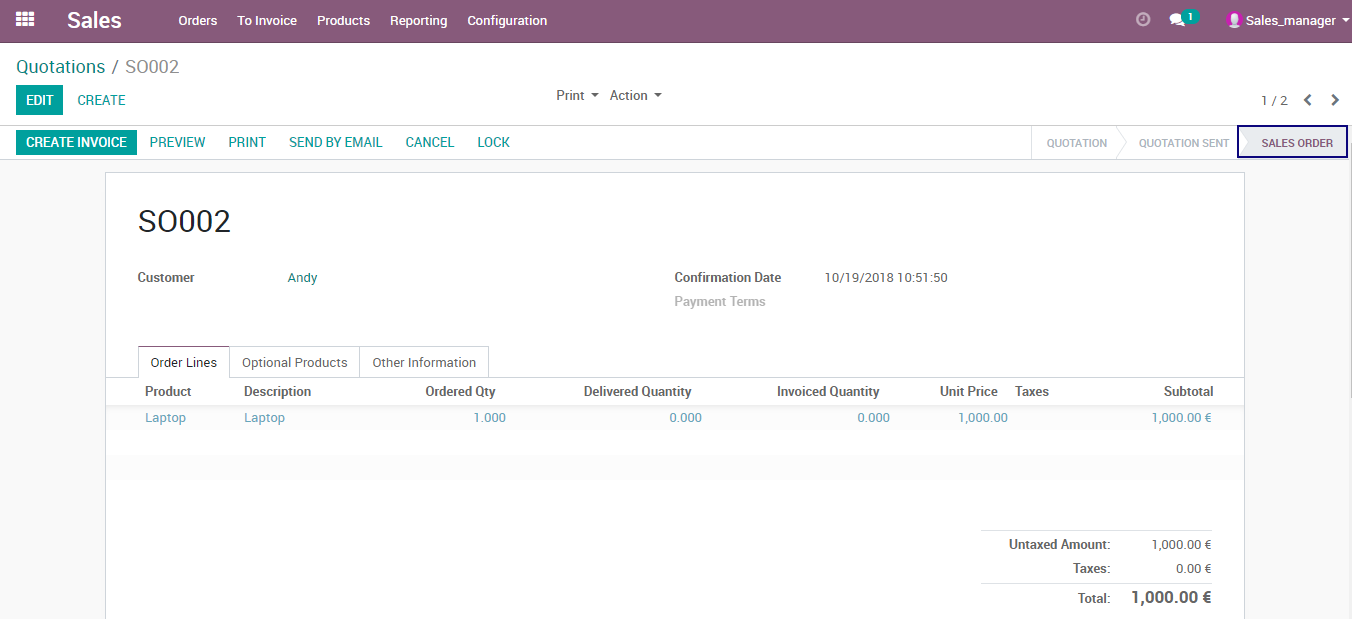 Sales Orders To Invoice Products Reporting Configuration 1 Sales_manager
Quotations / SO002
EDIT CREATE Print Action 1 / 2
CREATE INVOICE PREVIEW PRINT SEND BY EMAIL CANCEL LOCK QUOTATION QUOTATION SENT SALES ORDER
SO002
Customer Andy Confirmation Date 10/19/2018 10:51:50
Payment Terms
Order Lines Optional Products Other Information
Product Description Ordered Qty Delivered Quantity Invoiced Quantity Unit Price Taxes Subtotal
Laptop Laptop 1.000 0.000 0.000 1,000.00 1,000.00 €
Untaxed Amount: 1,000.00 €
Taxes: 0.00 €
Total: 1,000.00 €